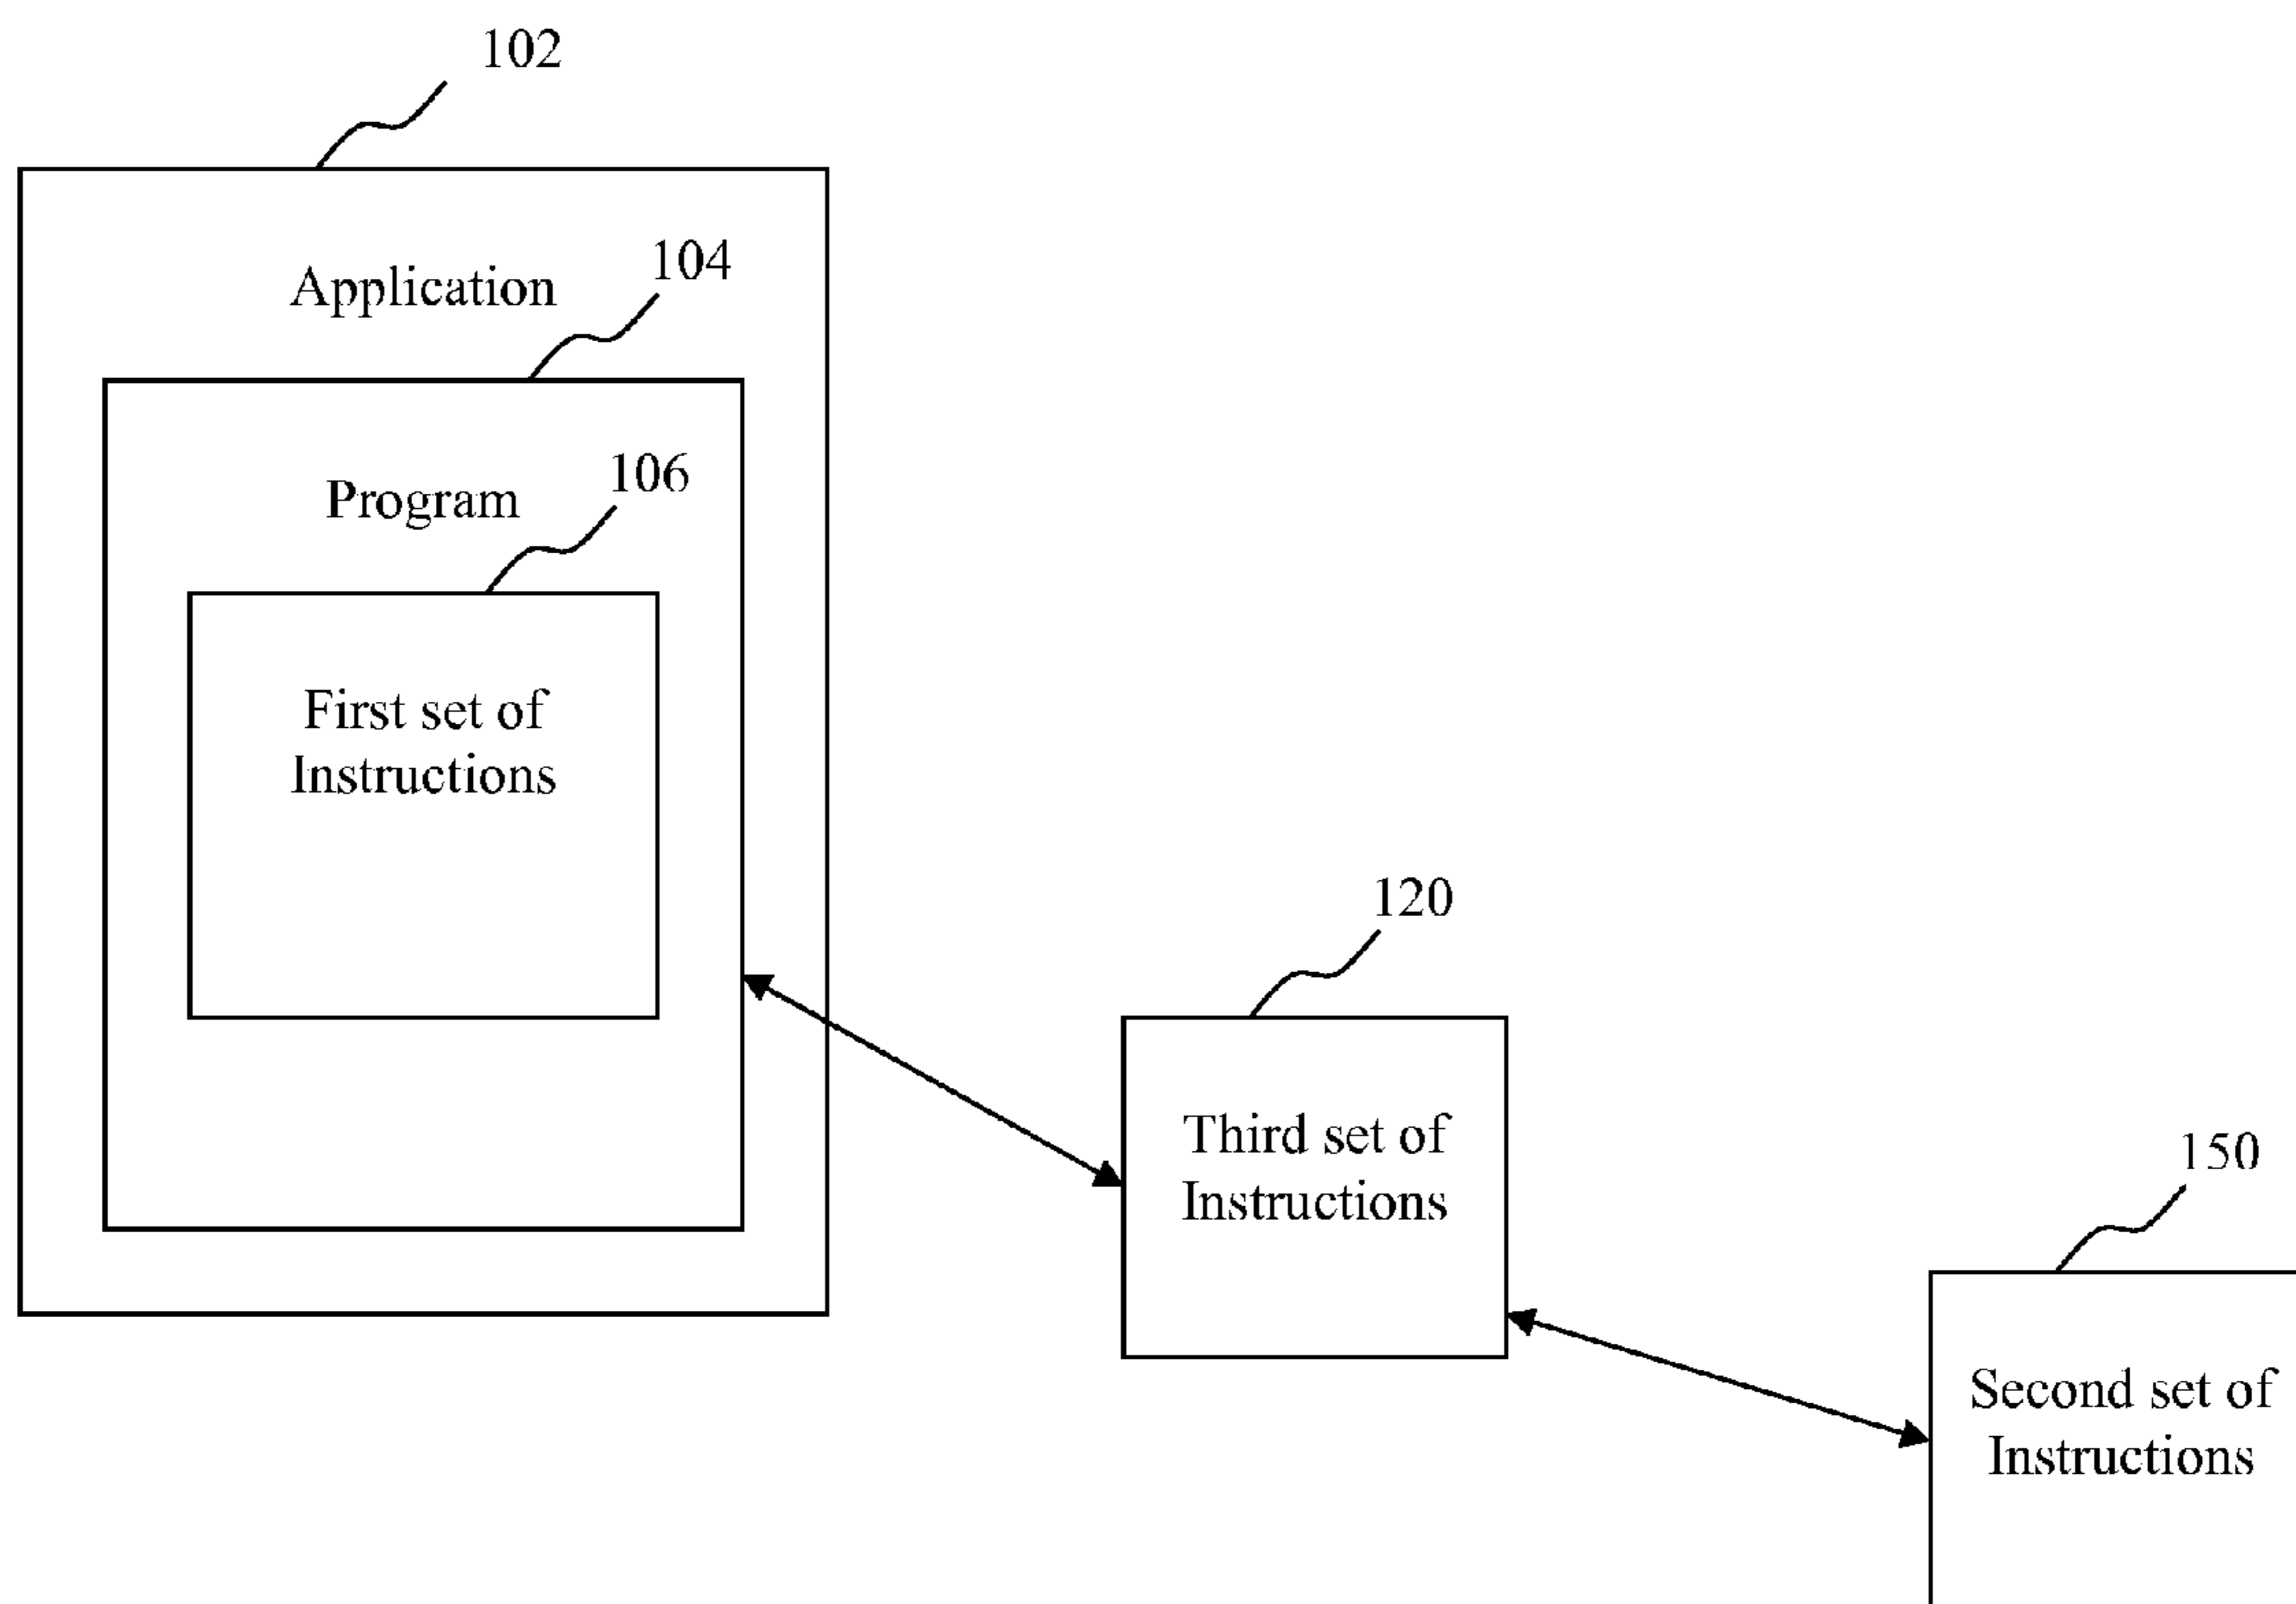 102
Application
104
Program
106
First set of
Instructions
120
Third set of
Instructions
150
Second set of
Instructions